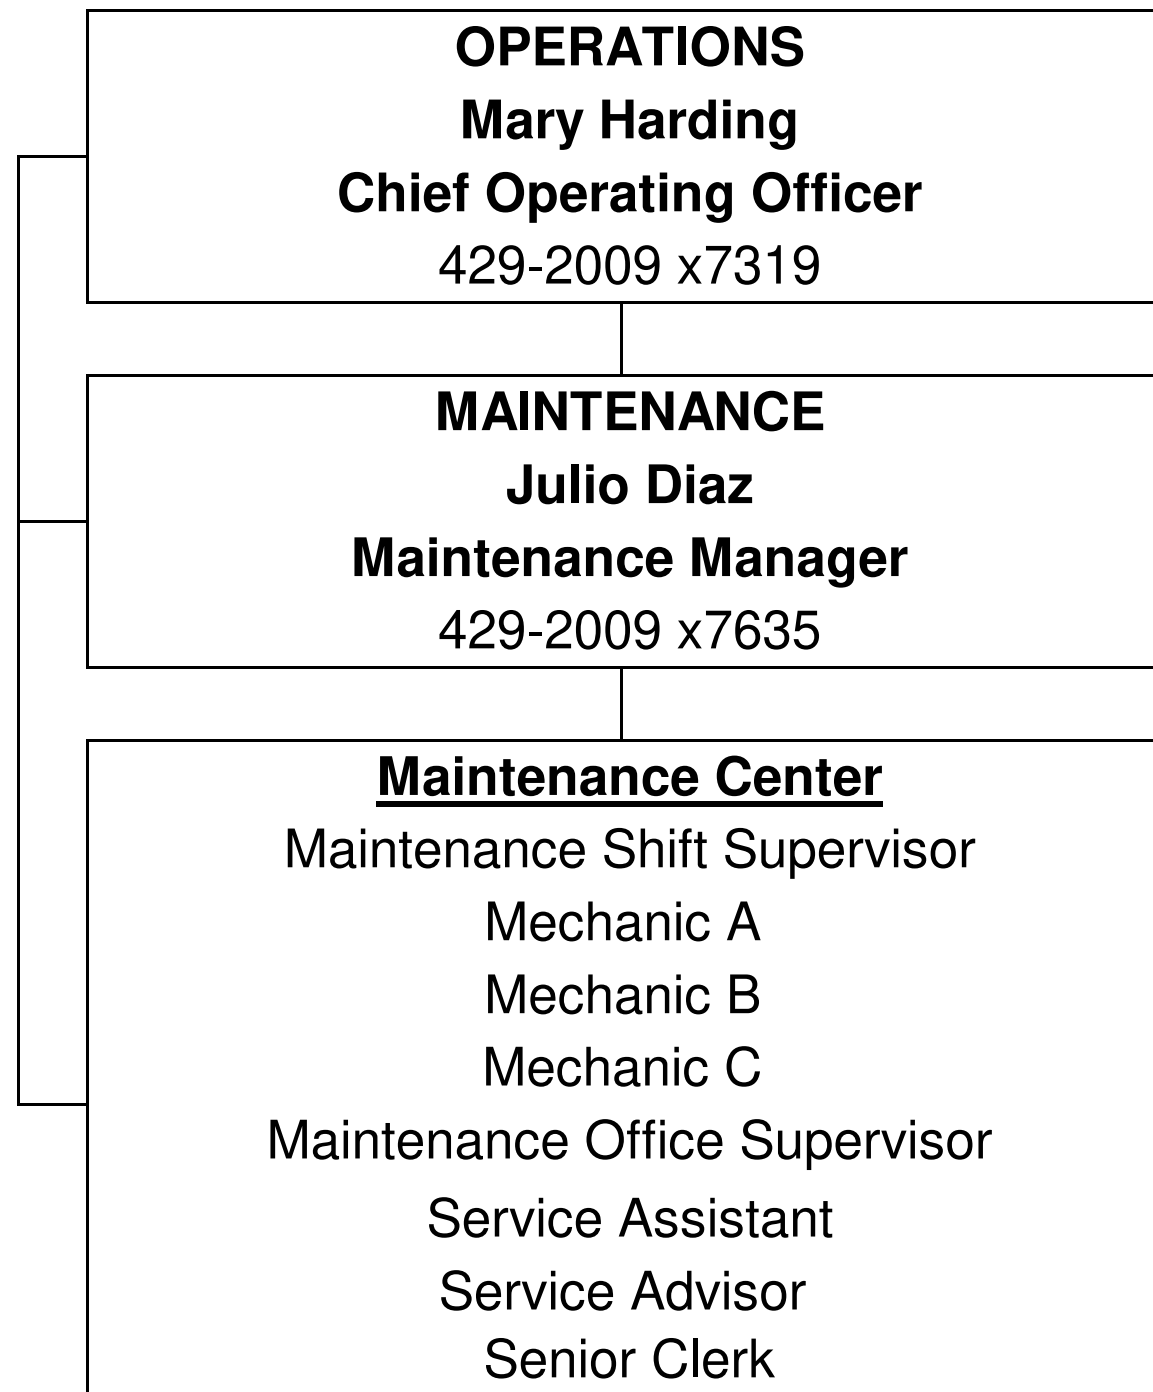 OPERATIONS
Mary Harding
Chief Operating Officer
429-2009 x7319
MAINTENANCE
Julio Diaz
Maintenance Manager
429-2009 x7635
Maintenance Center
Maintenance Shift Supervisor
Mechanic A
Mechanic B
Mechanic C
Maintenance Office Supervisor
Service Assistant
Service Advisor
Senior Clerk